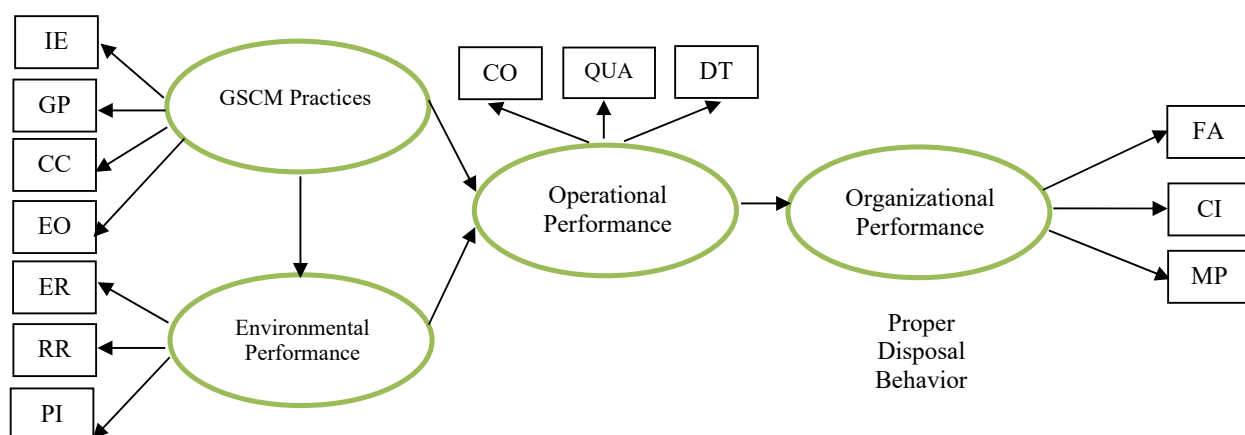 IE
GP
CC
EO
ER
RR
PI
GSCM Practices
Environmental
Performance
CO
QUA
DT
Operational
Performance
Organizational
Performance
Proper
Disposal
Behavior
FA
CI
MP